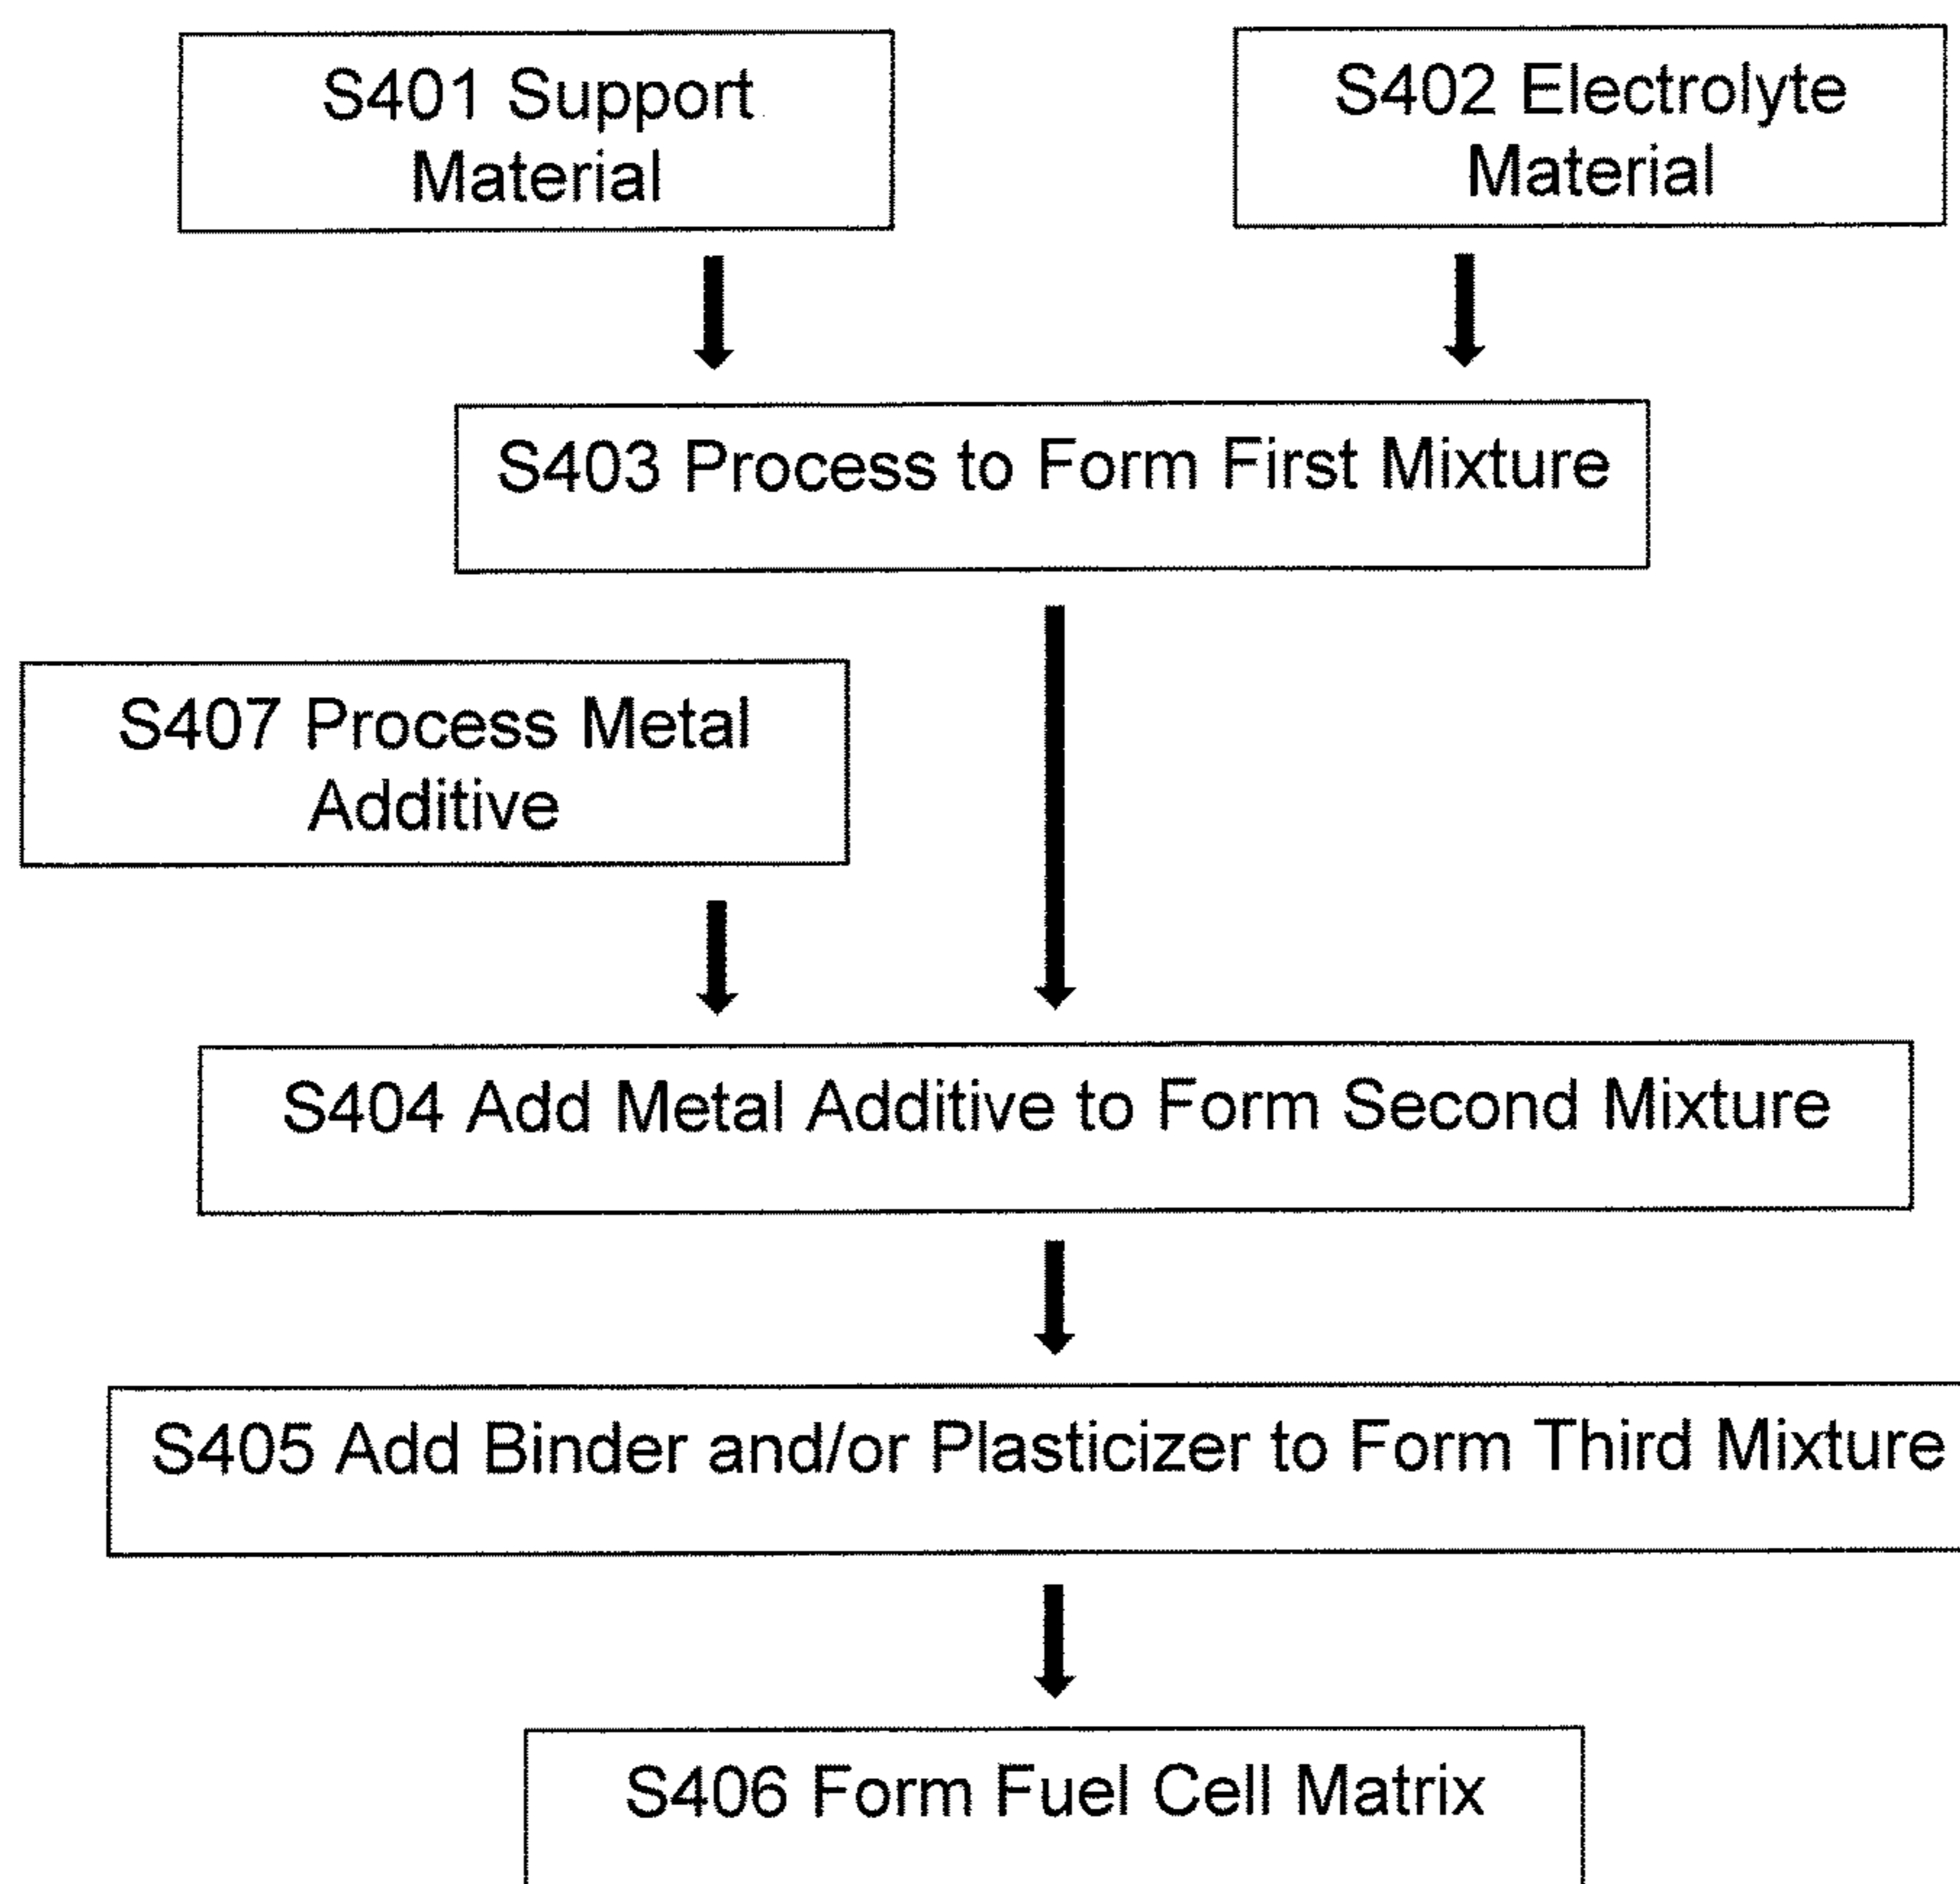 S401 Support
Material
S402 Electrolyte
Material
S403 Process to Form First Mixture
S407 Process Metal
Additive
S404 Add Metal Additive to Form Second Mixture
S405 Add Binder and/or Plasticizer to Form Third Mixture
S406 Form Fuel Cell Matrix